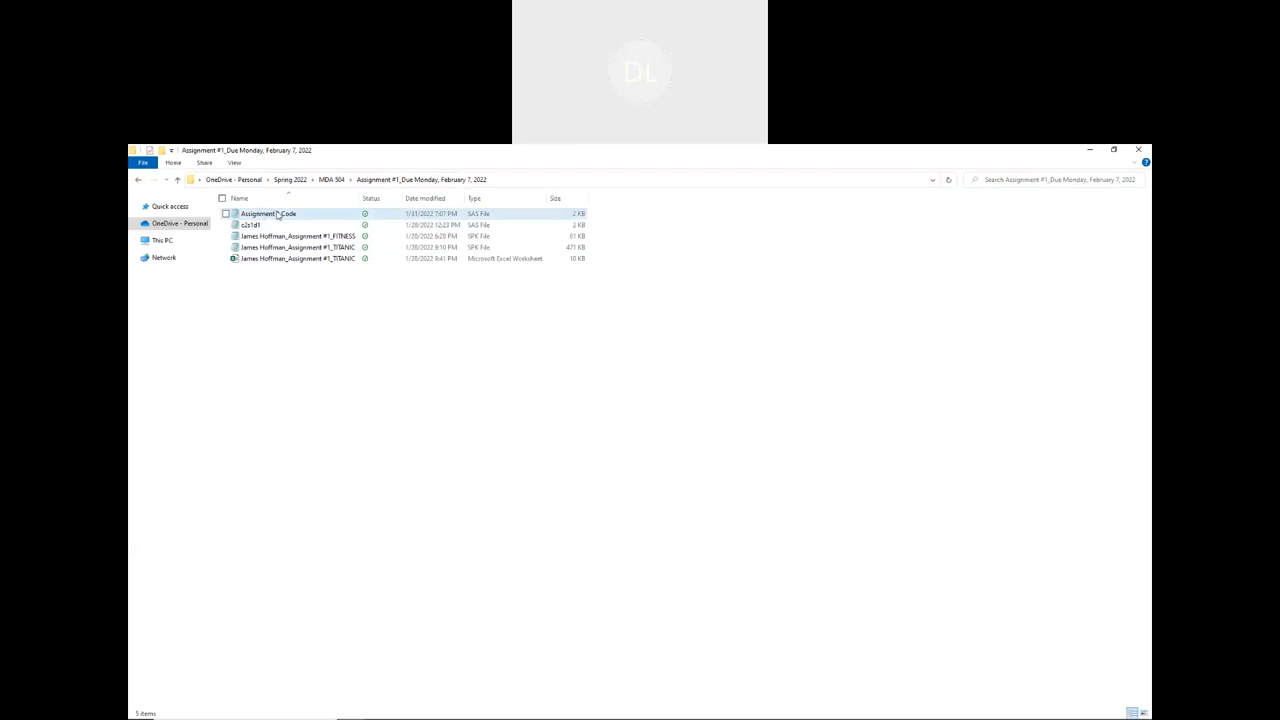 DL
Assignment #1_Due Monday, February 7, 2022
File Home Share View
OneDrive - Personal › Spring 2022 › MDA 504 › Assignment #1_Due Monday, February 7, 2022
Search Assignment #1_Due Monday, February 7, 2022
Name Status Date modified Type Size
Quick access
OneDrive - Personal
This PC
Network
Assignment Code 1/31/2022 7:07 PM SAS File 2 KB
c2s1d1 1/28/2022 12:23 PM SAS File 2 KB
James Hoffman_Assignment #1_FITNESS 1/28/2022 6:28 PM SPK File 61 KB
James Hoffman_Assignment #1_TITANIC 1/28/2022 9:10 PM SPK File 471 KB
James Hoffman_Assignment #1_TITANIC 1/28/2022 9:41 PM Microsoft Excel Worksheet 10 KB
5 items